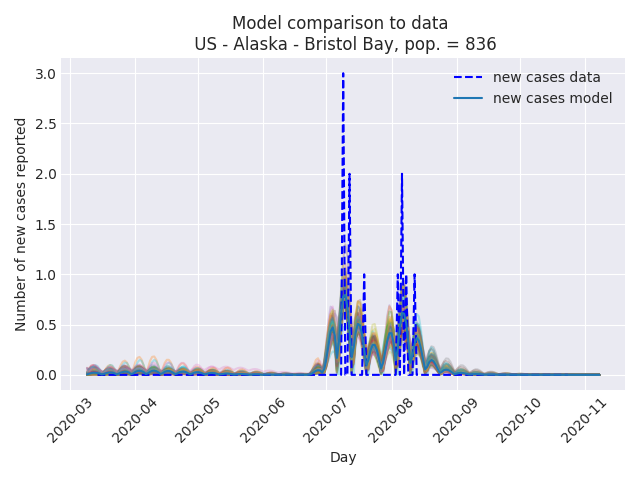 Model comparison to data
US - Alaska - Bristol Bay, pop. = 836
new cases data
new cases model
3.0
2.5
2.0
1.5
1.0
0.5
0.0
Number of new cases reported
2020-03
2020-04
2020-05
2020-06
2020-07
2020-08
2020-09
2020-10
2020-11
Day